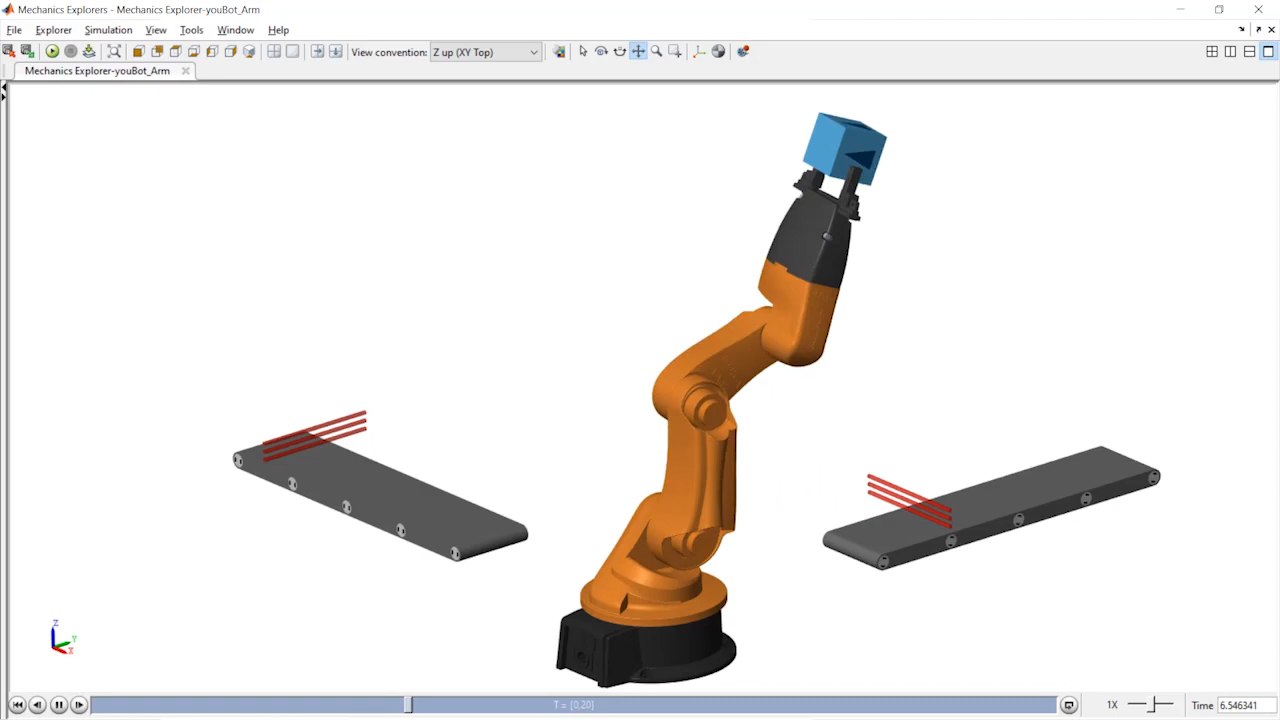 Mechanics Explorers - Mechanics Explorer-youBot_Arm
File Explorer Simulation View Tools Window Help
View convention: Z up (XY Top)
Mechanics Explorer-youBot_Arm
Z
Y
X
T = [0,20]
1X
Time 6.546341